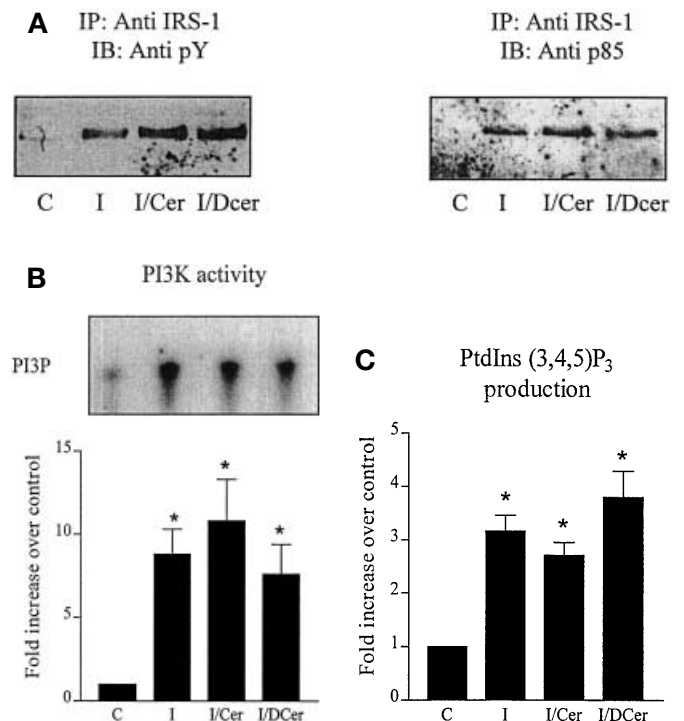 A
IP: Anti IRS-1
IB: Anti pY
C I I/Cer I/Dcer
IP: Anti IRS-1
IB: Anti p85
C I I/Cer I/Dcer
B
PI3K activity
PI3P
Fold increase over control
15
10
5
0
* * *
C I I/Cer I/DCer
C
PtdIns (3,4,5)P₃
production
Fold increase over control
5
4
3
2
1
0
* * *
C I I/Cer I/DCer